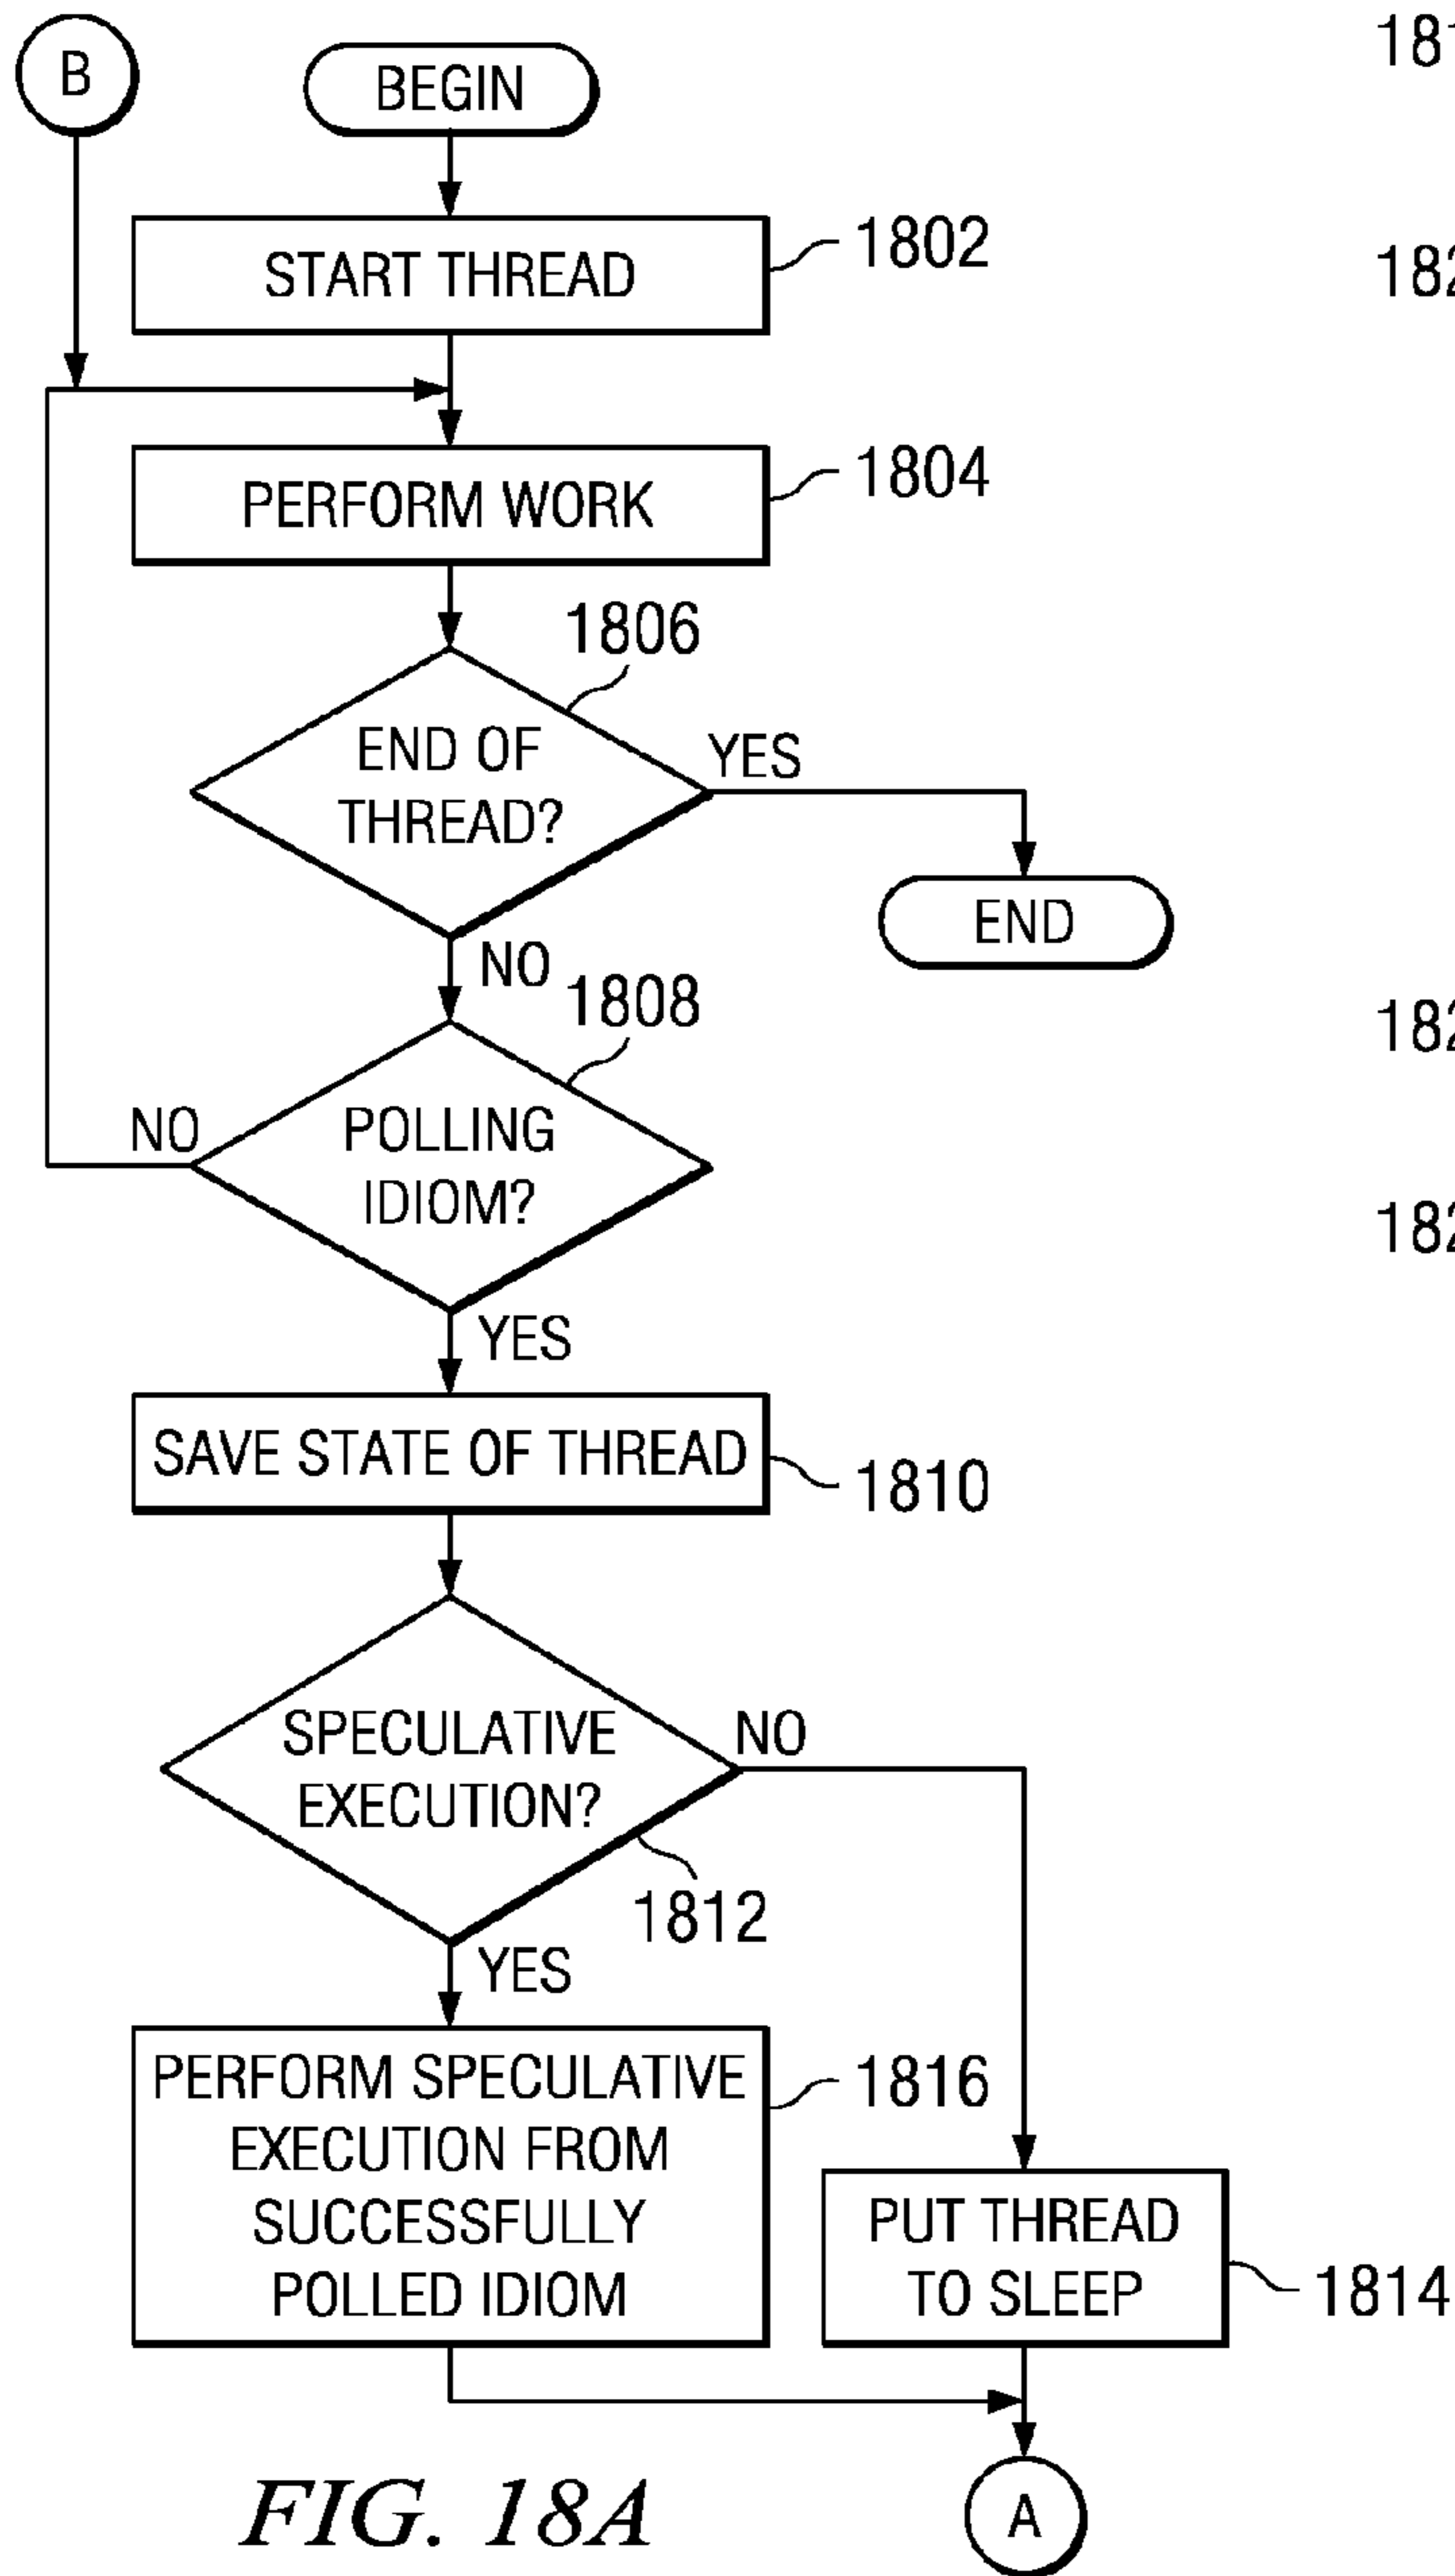 B
BEGIN
START THREAD
1802
PERFORM WORK
1804
1806
END OF
THREAD?
YES
END
NO
1808
POLLING
IDIOM?
NO
YES
SAVE STATE OF THREAD
1810
SPECULATIVE
EXECUTION?
NO
1812
YES
PERFORM SPECULATIVE
EXECUTION FROM
SUCCESSFULLY
POLLED IDIOM
1816
PUT THREAD
TO SLEEP
1814
A
FIG. 18A